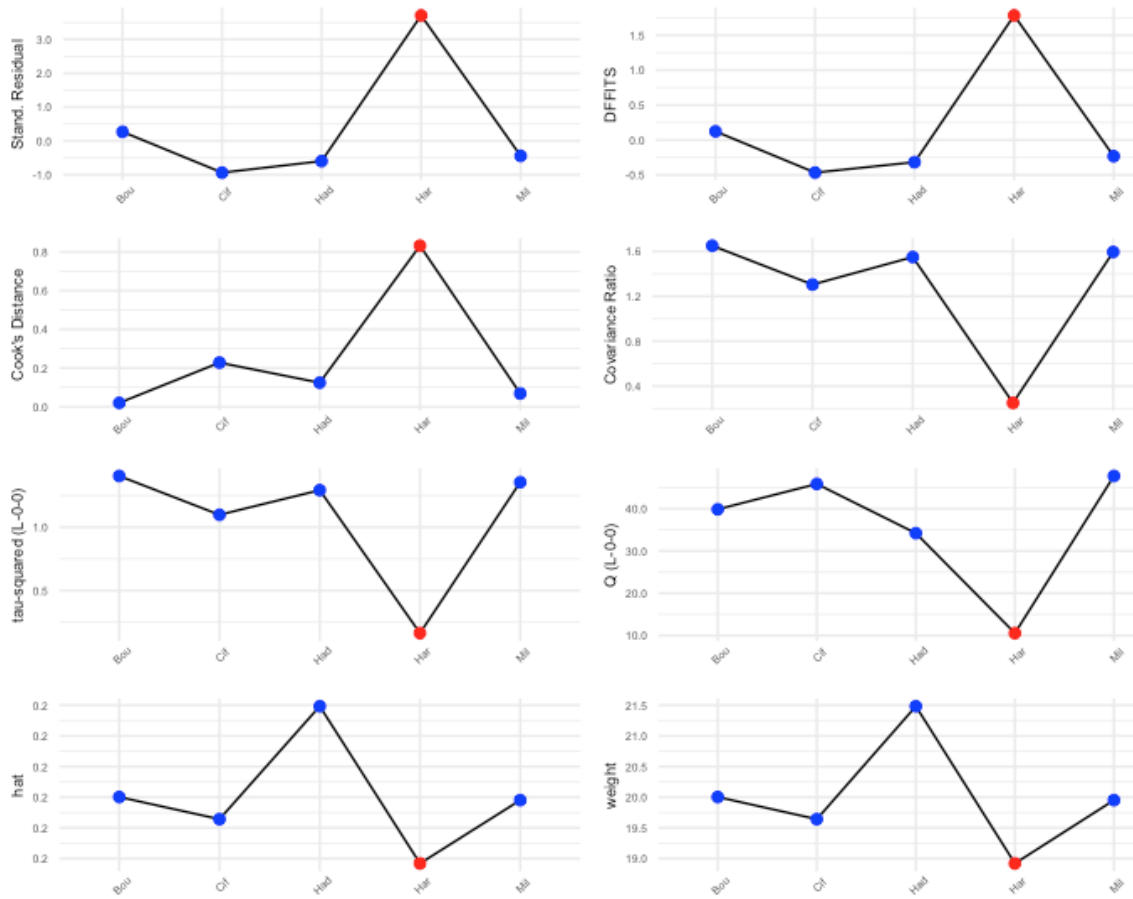 Stand. Residual
3.0
2.0
1.0
0.0
-1.0
Bou Cif Had Har Mil
DFFITS
1.5
1.0
0.5
0.0
-0.5
Bou Cif Had Har Mil
Cook's Distance
0.8
0.6
0.4
0.2
0.0
Bou Cif Had Har Mil
Covariance Ratio
1.6
1.2
0.8
0.4
Bou Cif Had Har Mil
tau-squared (L-0-0)
1.0
0.5
Bou Cif Had Har Mil
Q (L-0-0)
40.0
30.0
20.0
10.0
Bou Cif Had Har Mil
hat
0.2
0.2
0.2
0.2
0.2
0.2
Bou Cif Had Har Mil
weight
21.5
21.0
20.5
20.0
19.5
19.0
Bou Cif Had Har Mil